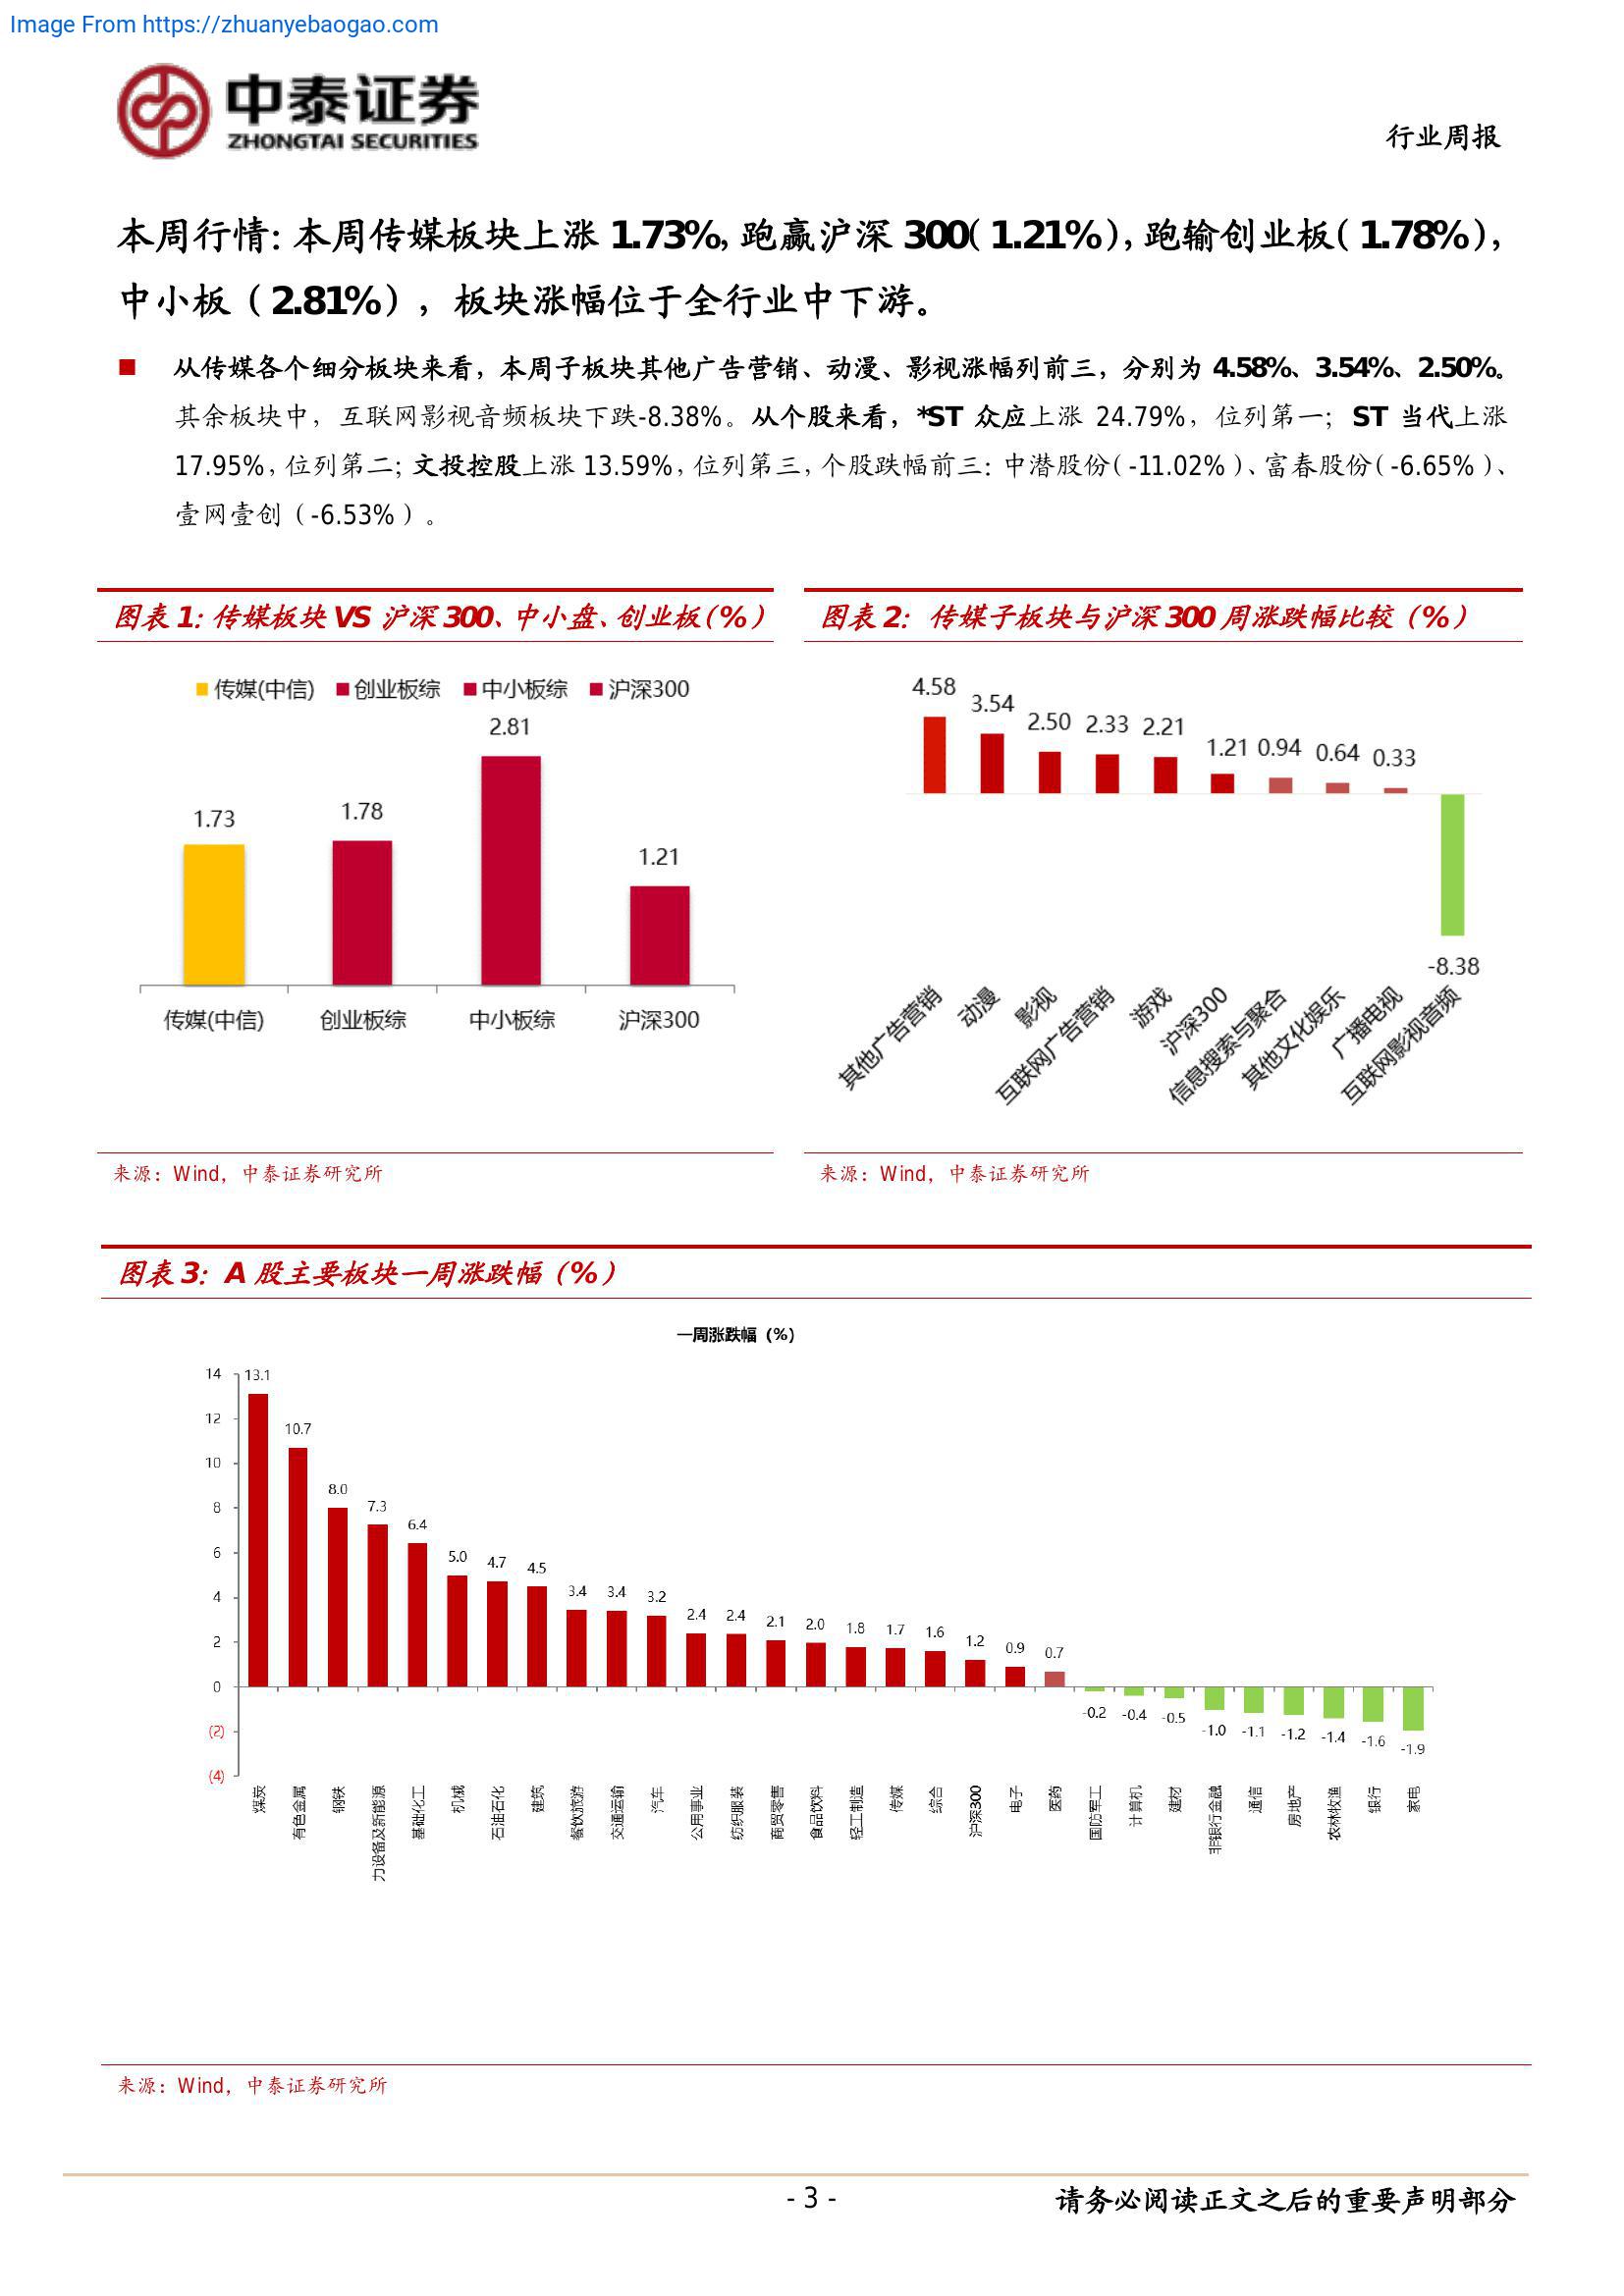 Image From https://zhuanyebaogao.com
中泰证券
ZHONGTAI SECURITIES
行业周报
本周行情：本周传媒板块上涨 1.73%，跑赢沪深 300（1.21%），跑输创业板（1.78%），
中小板（2.81%），板块涨幅位于全行业中下游。
■ 从传媒各个细分板块来看，本周子板块其他广告营销、动漫、影视涨幅列前三，分别为 4.58%、3.54%、2.50%。
其余板块中，互联网影视音频板块下跌-8.38%。从个股来看，*ST 众应上涨 24.79%，位列第一；ST 当代上涨
17.95%，位列第二；文投控股上涨 13.59%，位列第三，个股跌幅前三：中潜股份（-11.02%）、富春股份（-6.65%）、
壹网壹创（-6.53%）。
图表 1：传媒板块 VS 沪深 300、中小盘、创业板（%）
传媒(中信) 创业板综 中小板综 沪深300
2.81
1.78
1.73
1.21
传媒(中信) 创业板综 中小板综 沪深300
来源：Wind，中泰证券研究所
图表 2：传媒子板块与沪深 300 周涨跌幅比较（%）
4.58 3.54 2.50 2.33 2.21 1.21 0.94 0.64 0.33
-8.38
其他广告营销 动漫 影视 互联网广告营销 游戏 沪深300 信息搜索与聚合 其他文化娱乐 广播电视 互联网影视音频
来源：Wind，中泰证券研究所
图表 3：A 股主要板块一周涨跌幅（%）
一周涨跌幅（%）
14
12
10
8
6
4
2
0
(2)
(4)
13.1 10.7 8.0 7.3 6.4 5.0 4.7 4.5 3.4 3.4 3.2 2.4 2.4 2.1 2.0 1.8 1.7 1.6 1.2 0.9 0.7 -0.2 -0.4 -0.5 -1.0 -1.1 -1.2 -1.4 -1.6 -1.9
煤炭 有色金属 钢铁 力设备及新能源 基础化工 机械 石油石化 建筑 餐饮旅游 交通运输 汽车 公用事业 纺织服装 商贸零售 食品饮料 轻工制造 传媒 综合 沪深300 电子 医药 国防军工 计算机 建材 非银行金融 通信 房地产 农林牧渔 银行 家电
来源：Wind，中泰证券研究所
- 3 -
请务必阅读正文之后的重要声明部分